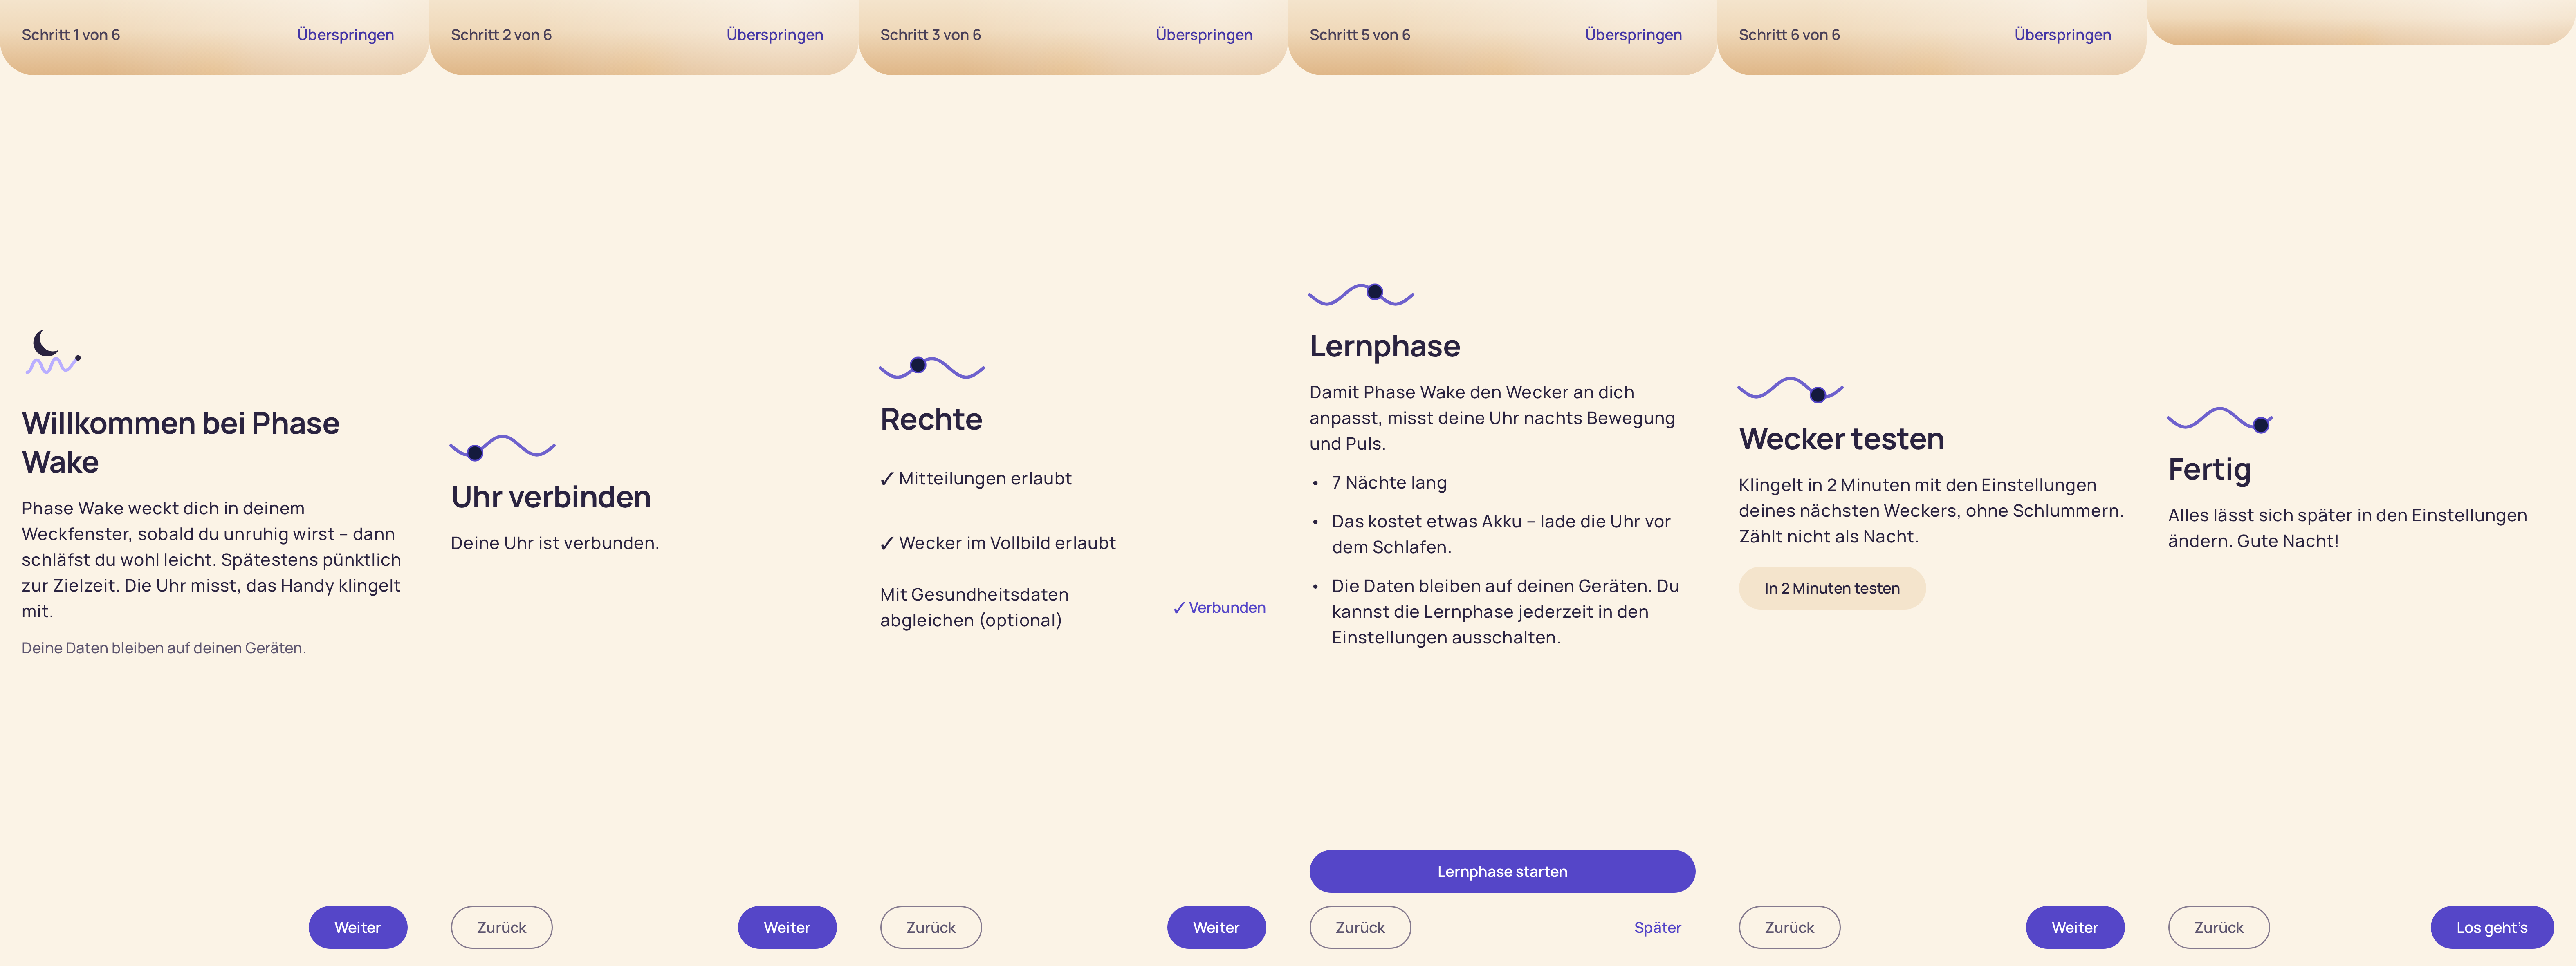 Schritt 1 von 6
Überspringen
Willkommen bei Phase
Wake
Phase Wake weckt dich in deinem
Weckfenster, sobald du unruhig wirst – dann
schläfst du wohl leicht. Spätestens pünktlich
zur Zielzeit. Die Uhr misst, das Handy klingelt
mit.
Deine Daten bleiben auf deinen Geräten.
Weiter
Schritt 2 von 6
Überspringen
Uhr verbinden
Deine Uhr ist verbunden.
Zurück
Weiter
Schritt 3 von 6
Überspringen
Rechte
✓ Mitteilungen erlaubt
✓ Wecker im Vollbild erlaubt
Mit Gesundheitsdaten
abgleichen (optional)
✓ Verbunden
Zurück
Weiter
Schritt 5 von 6
Überspringen
Lernphase
Damit Phase Wake den Wecker an dich
anpasst, misst deine Uhr nachts Bewegung
und Puls.
• 7 Nächte lang
• Das kostet etwas Akku – lade die Uhr vor
dem Schlafen.
• Die Daten bleiben auf deinen Geräten. Du
kannst die Lernphase jederzeit in den
Einstellungen ausschalten.
Lernphase starten
Zurück
Später
Schritt 6 von 6
Überspringen
Wecker testen
Klingelt in 2 Minuten mit den Einstellungen
deines nächsten Weckers, ohne Schlummern.
Zählt nicht als Nacht.
In 2 Minuten testen
Zurück
Weiter
Fertig
Alles lässt sich später in den Einstellungen
ändern. Gute Nacht!
Zurück
Los geht's